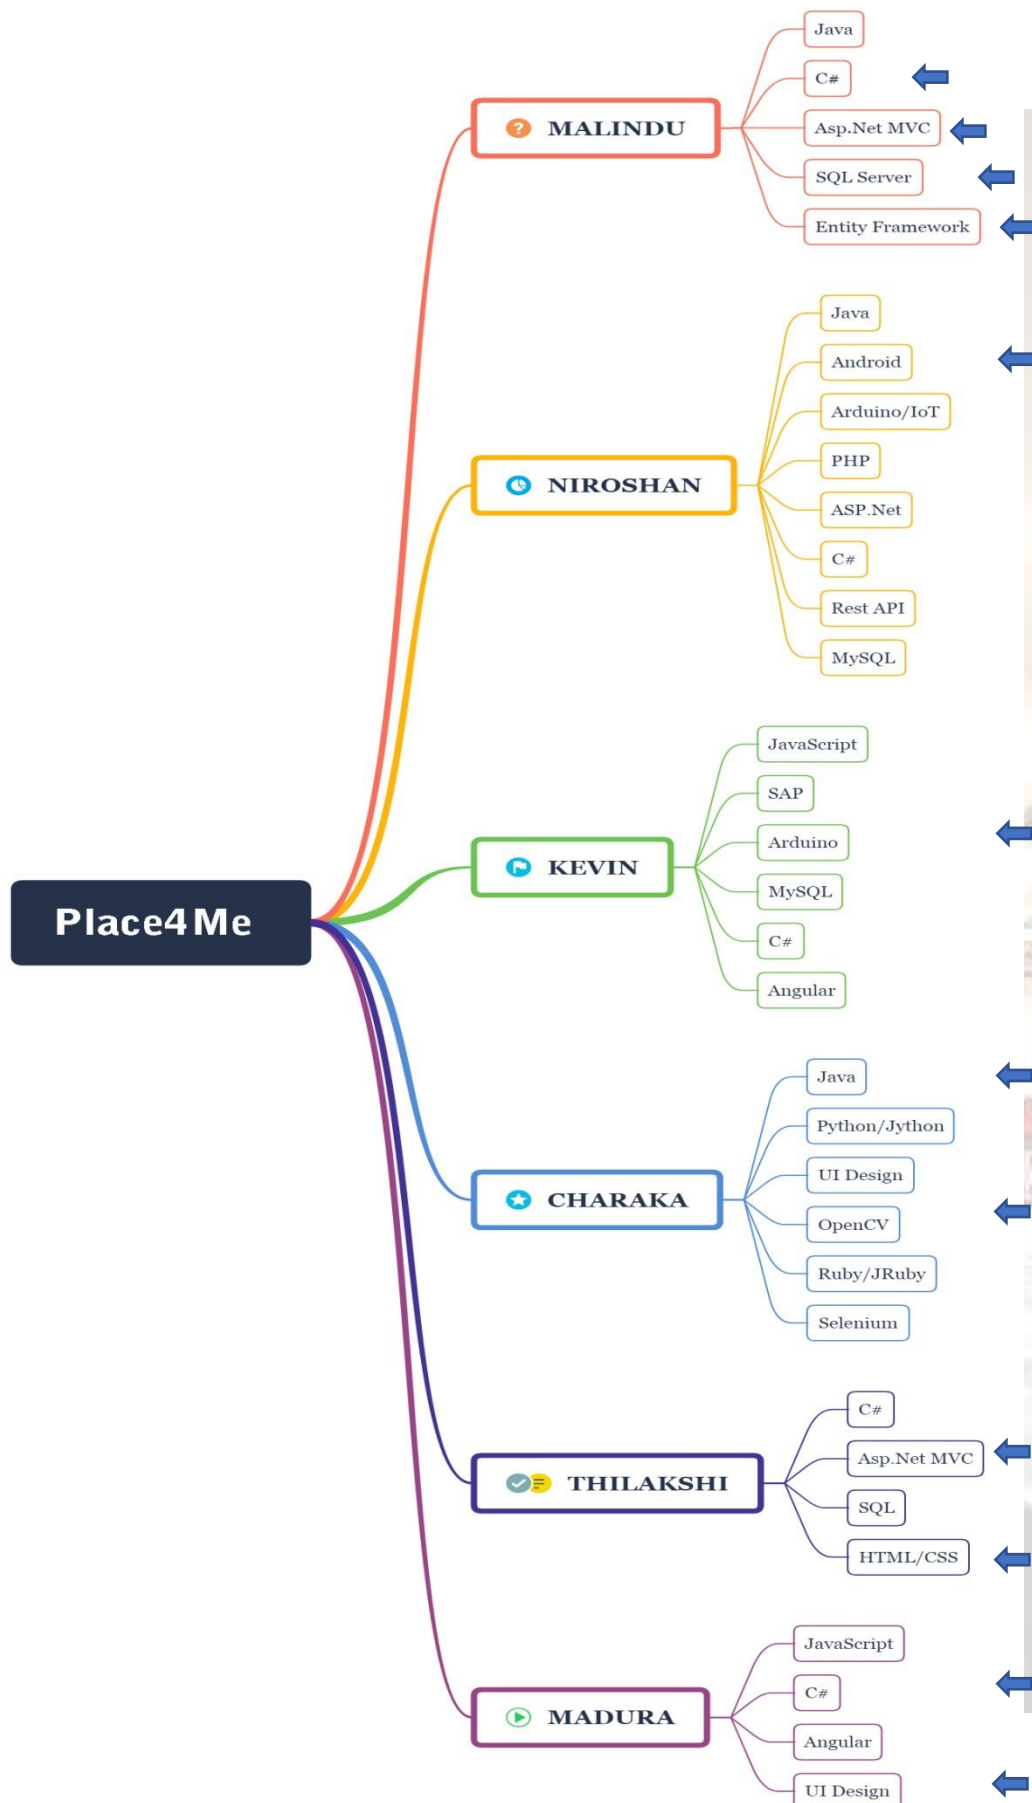 Place4Me
MALINDU
Java
C#
Asp.Net MVC
SQL Server
Entity Framework
NIROSHAN
Java
Android
Arduino/IoT
PHP
ASP.Net
C#
Rest API
MySQL
KEVIN
JavaScript
SAP
Arduino
MySQL
C#
Angular
CHARAKA
Java
Python/Jython
UI Design
OpenCV
Ruby/JRuby
Selenium
THILAKSHI
C#
Asp.Net MVC
SQL
HTML/CSS
MADURA
JavaScript
C#
Angular
UI Design